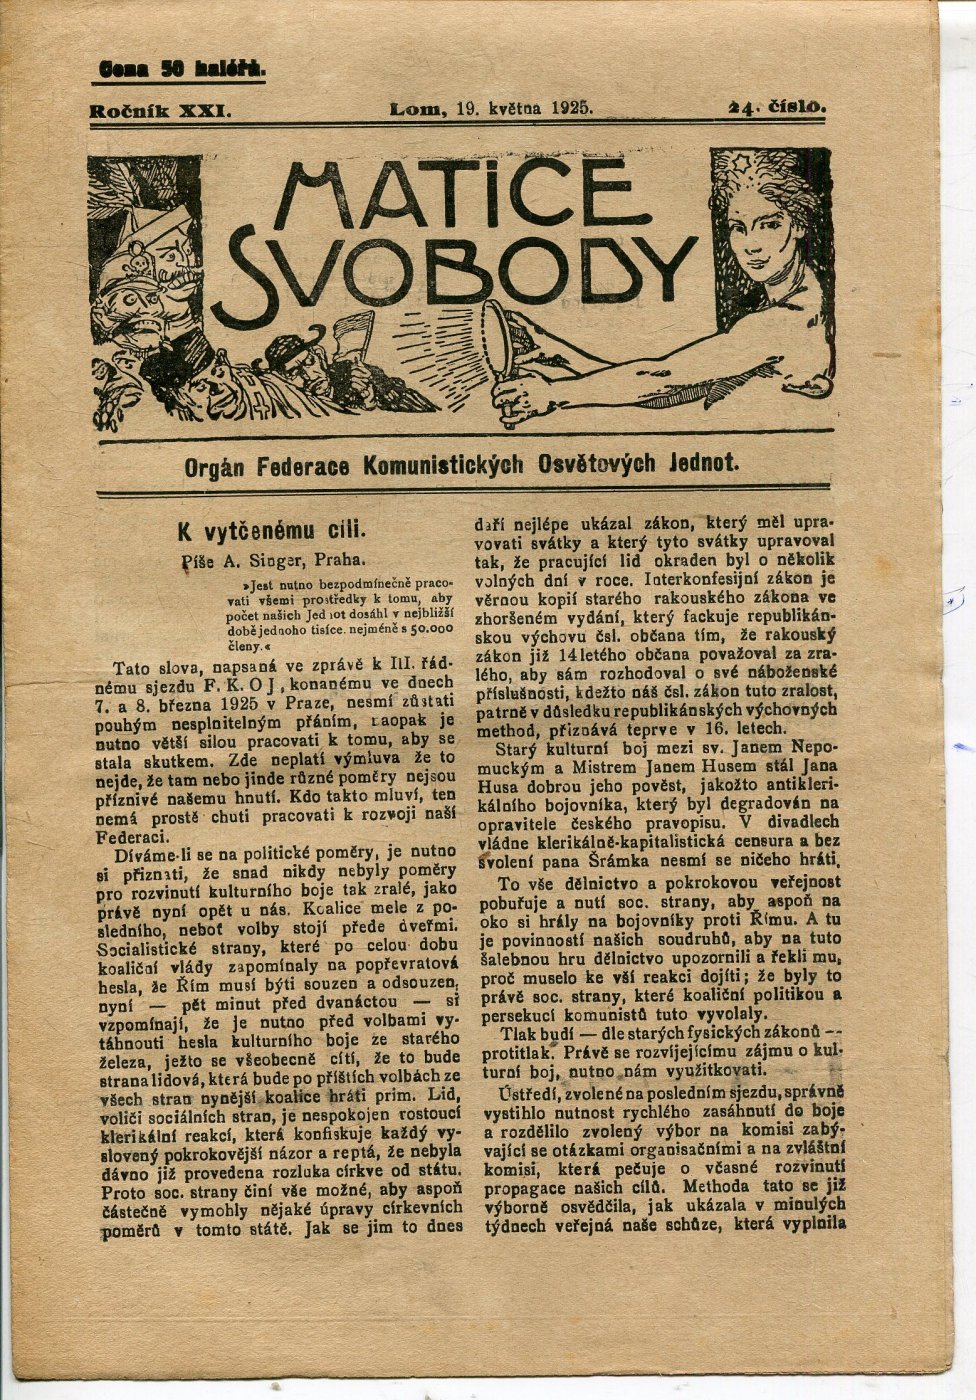 Cena 50 haléřů.
Ročník XXI.
Lom, 19. května 1925.
24. číslo.
MATICE
SVOBODY
Orgán Federace Komunistických Osvětových Jednot.
K vytčenému cíli.
Píše A. Singer, Praha.
»Jest nutno bezpodmínečně praco-
vati všemi prostředky k tomu, aby
počet našich Jednot dosáhl v nejbližší
době jednoho tisíce. nejméně s 50.000
členy.«
Tato slova, napsaná ve zprávě k III. řád-
nému sjezdu F. K. O J, konanému ve dnech
7. a 8. března 1925 v Praze, nesmí zůstati
pouhým nesplnitelným přáním, naopak je
nutno větší silou pracovati k tomu, aby se
stala skutkem. Zde neplatí výmluva že to
nejde, že tam nebo jinde různé poměry nejsou
příznivé našemu hnutí. Kdo takto mluví, ten
nemá prostě chuti pracovati k rozvoji naší
Federaci.
Díváme-li se na politické poměry, je nutno
si přiznati, že snad nikdy nebyly poměry
pro rozvinutí kulturního boje tak zralé, jako
právě nyní opět u nás. Koalice mele z po-
sledního, neboť volby stojí přede dveřmi.
Socialistické strany, které po celou dobu
koaliční vlády zapomínaly na popřevratová
hesla, že Řím musí býti souzen a odsouzen,
nyní — pět minut před dvanáctou — si
vzpomínají, že je nutno před volbami vy-
táhnouti hesla kulturního boje ze starého
železa, ježto se všeobecně cítí, že to bude
strana lidová, která bude po příštích volbách ze
všech stran nynější koalice hráti prim. Lid,
voliči sociálních stran, je nespokojen rostoucí
klerikální reakcí, která konfiskuje každý vy-
slovený pokrokovější názor a reptá, že nebyla
dávno již provedena rozluka církve od státu.
Proto soc. strany činí vše možné, aby aspoň
částečně vymohly nějaké úpravy církevních
poměrů v tomto státě. Jak se jim to dnes
daří nejlépe ukázal zákon, který měl upra-
vovati svátky a který tyto svátky upravoval
tak, že pracující lid okraden byl o několik
volných dní v roce. Interkonfesijní zákon je
věrnou kopií starého rakouského zákona ve
zhoršeném vydání, který fackuje republikán-
skou výchovu čsl. občana tím, že rakouský
zákon již 14letého občana považoval za zra-
lého, aby sám rozhodoval o své náboženské
příslušnosti, kdežto náš čsl. zákon tuto zralost,
patrně v důsledku republikánských výchovných
method, přiznává teprve v 16. letech.
Starý kulturní boj mezi sv. Janem Nepo-
muckým a Mistrem Janem Husem stál Jana
Husa dobrou jeho pověst, jakožto antikleri-
kálního bojovníka, který byl degradován na
opravitele českého pravopisu. V divadlech
vládne klerikálně-kapitalistická censura a bez
svolení pana Šrámka nesmí se ničeho hráti.
To vše dělnictvo a pokrokovou veřejnost
pobuřuje a nutí soc. strany, aby aspoň na
oko si hrály na bojovníky proti Římu. A tu
je povinností našich soudruhů, aby na tuto
šalebnou hru dělnictvo upozornili a řekli mu,
proč muselo ke vší reakci dojíti; že byly to
právě soc. strany, které koaliční politikou a
persekucí komunistů tuto vyvolaly.
Tlak budí — dle starých fysických zákonů —
protitlak. Právě se rozvíjejícímu zájmu o kul-
turní boj, nutno nám využitkovati.
Ústředí, zvolené na posledním sjezdu, správně
vystihlo nutnost rychlého zasáhnutí do boje
a rozdělilo zvolený výbor na komisi zabý-
vající se otázkami organisačními a na zvláštní
komisi, která pečuje o včasné rozvinutí
propagace našich cílů. Methoda tato se již
výborně osvědčila, jak ukázala v minulých
týdnech veřejná naše schůze, která vyplnila